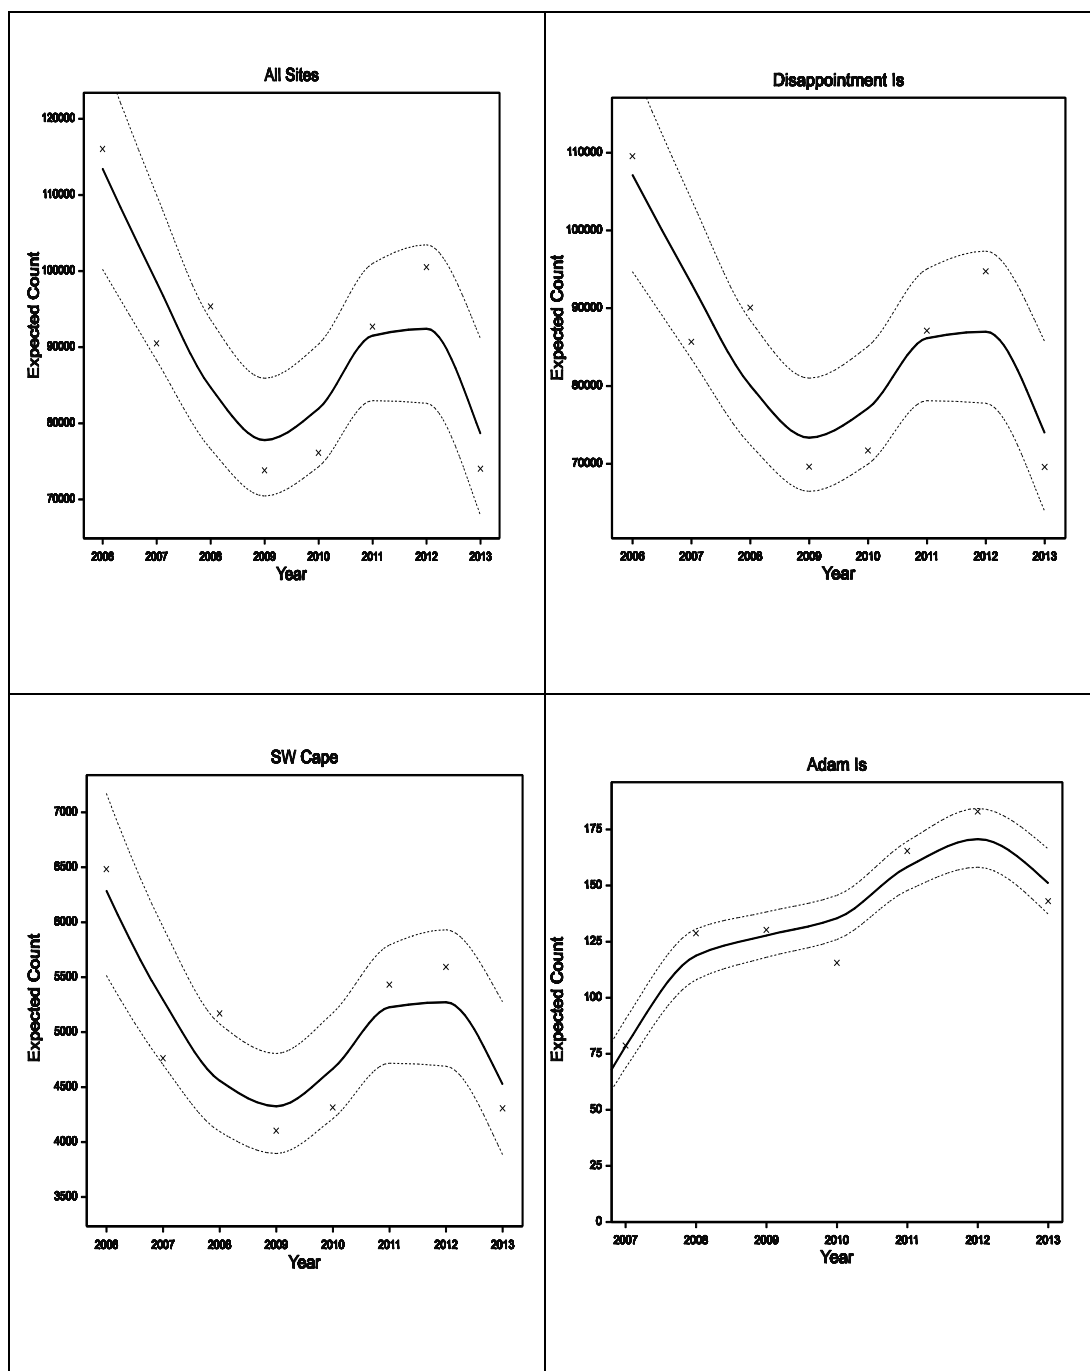 All Sites
Expected Count
120000
110000
100000
90000
80000
70000
2006 2007 2008 2009 2010 2011 2012 2013
Year
Disappointment Is
Expected Count
110000
100000
90000
80000
70000
2006 2007 2008 2009 2010 2011 2012 2013
Year
SW Cape
Expected Count
7000
6500
6000
5500
5000
4500
4000
3500
2006 2007 2008 2009 2010 2011 2012 2013
Year
Adam Is
Expected Count
175
150
125
100
75
50
25
0
2007 2008 2009 2010 2011 2012 2013
Year